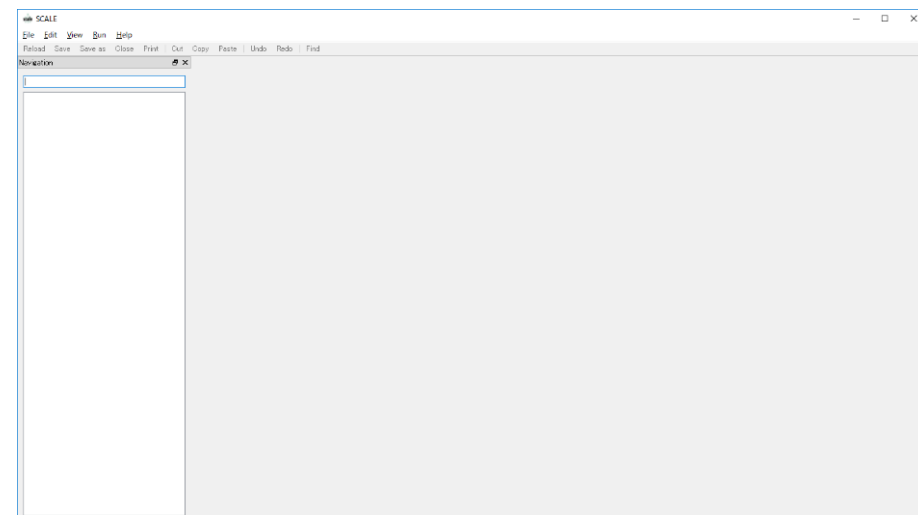 SCALE
File Edit View Run Help
Reload Save Save as Close Print Cut Copy Paste Undo Redo Find
Navigation